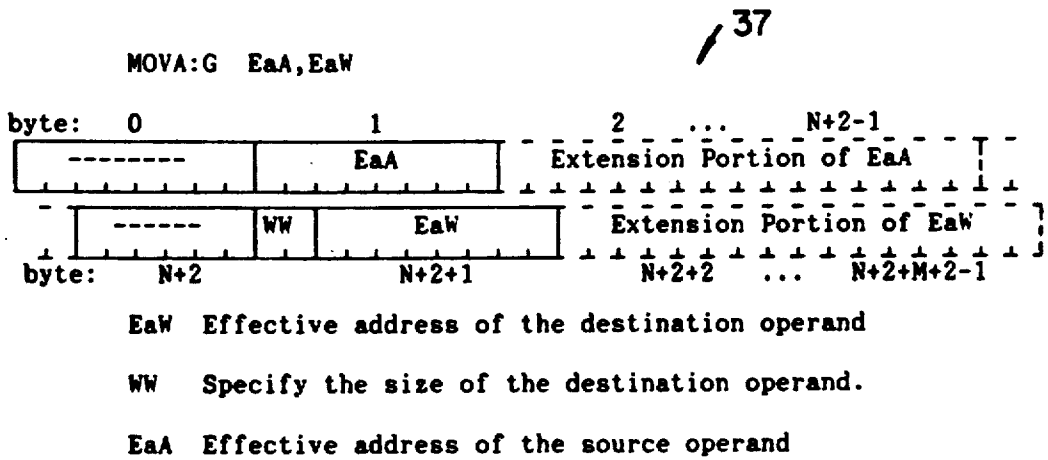 37
MOVA:G EaA,EaW
byte: 0 1 2 ... N+2-1
-------- EaA Extension Portion of EaA
------ WW EaW Extension Portion of EaW
byte: N+2 N+2+1 N+2+2 ... N+2+M+2-1
EaW Effective address of the destination operand
WW Specify the size of the destination operand.
EaA Effective address of the source operand